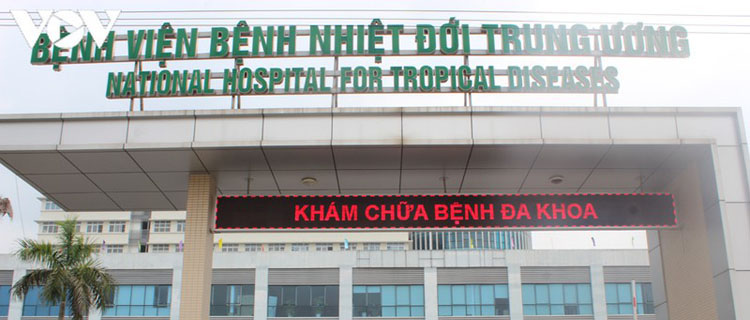 VOV
BỆNH VIỆN BỆNH NHIỆT ĐỚI TRUNG ƯƠNG
NATIONAL HOSPITAL FOR TROPICAL DISEASES
KHÁM CHỮA BỆNH ĐA KHOA